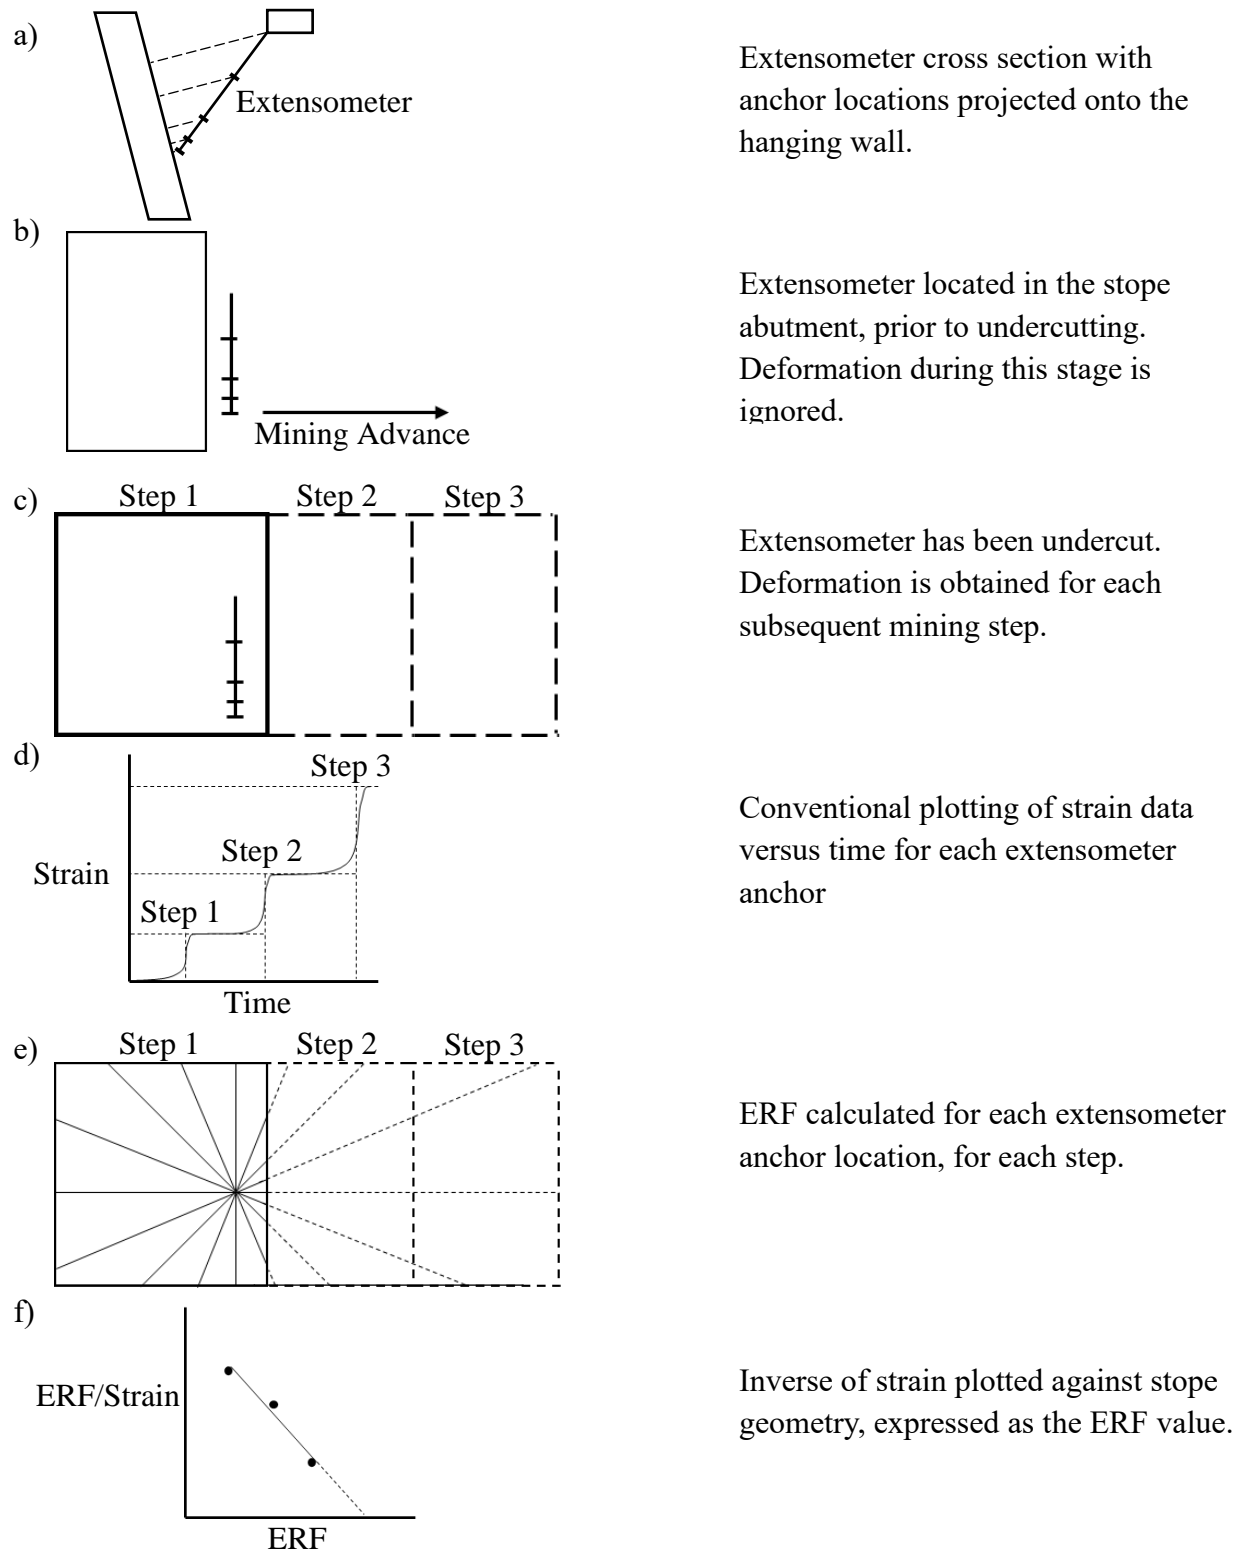 a)
Extensometer
Extensometer cross section with
anchor locations projected onto the
hanging wall.
b)
Mining Advance
Extensometer located in the stope
abutment, prior to undercutting.
Deformation during this stage is
ignored.
c)
Step 1
Step 2
Step 3
Extensometer has been undercut.
Deformation is obtained for each
subsequent mining step.
d)
Step 3
Step 2
Strain
Step 1
Time
Conventional plotting of strain data
versus time for each extensometer
anchor
e)
Step 1
Step 2
Step 3
ERF calculated for each extensometer
anchor location, for each step.
f)
ERF/Strain
ERF
Inverse of strain plotted against stope
geometry, expressed as the ERF value.